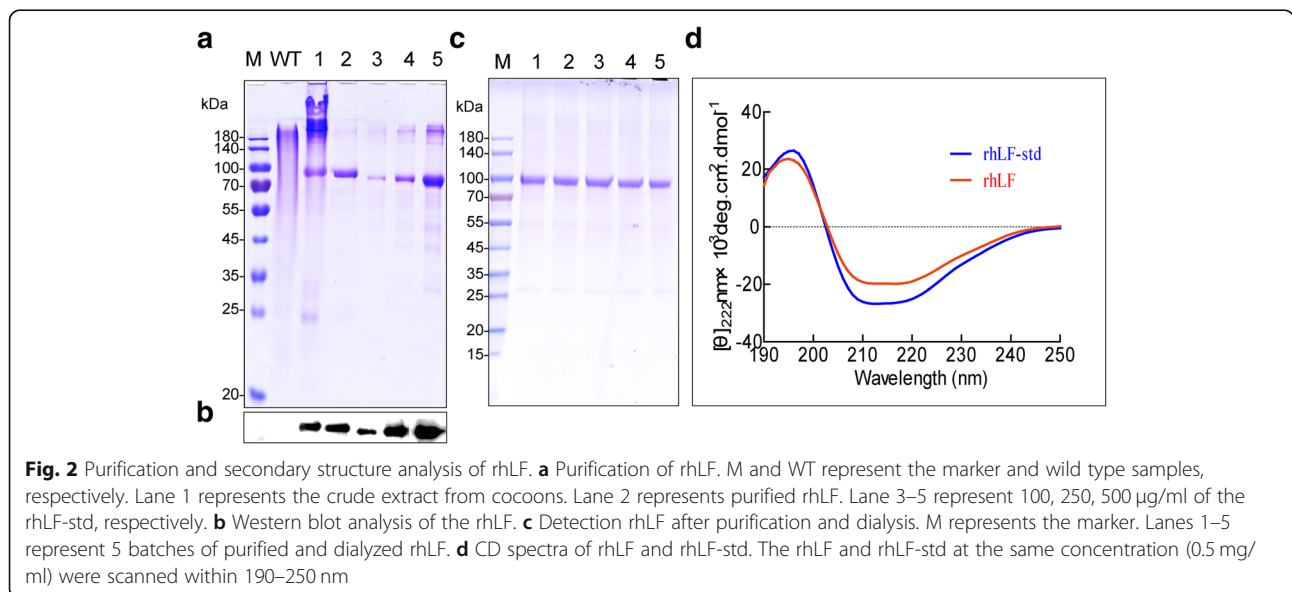 a
M WT 1 2 3 4 5
kDa
180
140
100
70
55
45
35
25
20
b
c
M 1 2 3 4 5
kDa
180
140
100
70
55
45
35
25
20
15
d
[θ]222nm× 10³deg.cm².dmol⁻¹
40
20
0
-20
-40
rhLF-std
rhLF
190 200 210 220 230 240 250
Wavelength (nm)
Fig. 2 Purification and secondary structure analysis of rhLF. a Purification of rhLF. M and WT represent the marker and wild type samples,
respectively. Lane 1 represents the crude extract from cocoons. Lane 2 represents purified rhLF. Lane 3–5 represent 100, 250, 500 μg/ml of the
rhLF-std, respectively. b Western blot analysis of the rhLF. c Detection rhLF after purification and dialysis. M represents the marker. Lanes 1–5
represent 5 batches of purified and dialyzed rhLF. d CD spectra of rhLF and rhLF-std. The rhLF and rhLF-std at the same concentration (0.5 mg/
ml) were scanned within 190–250 nm